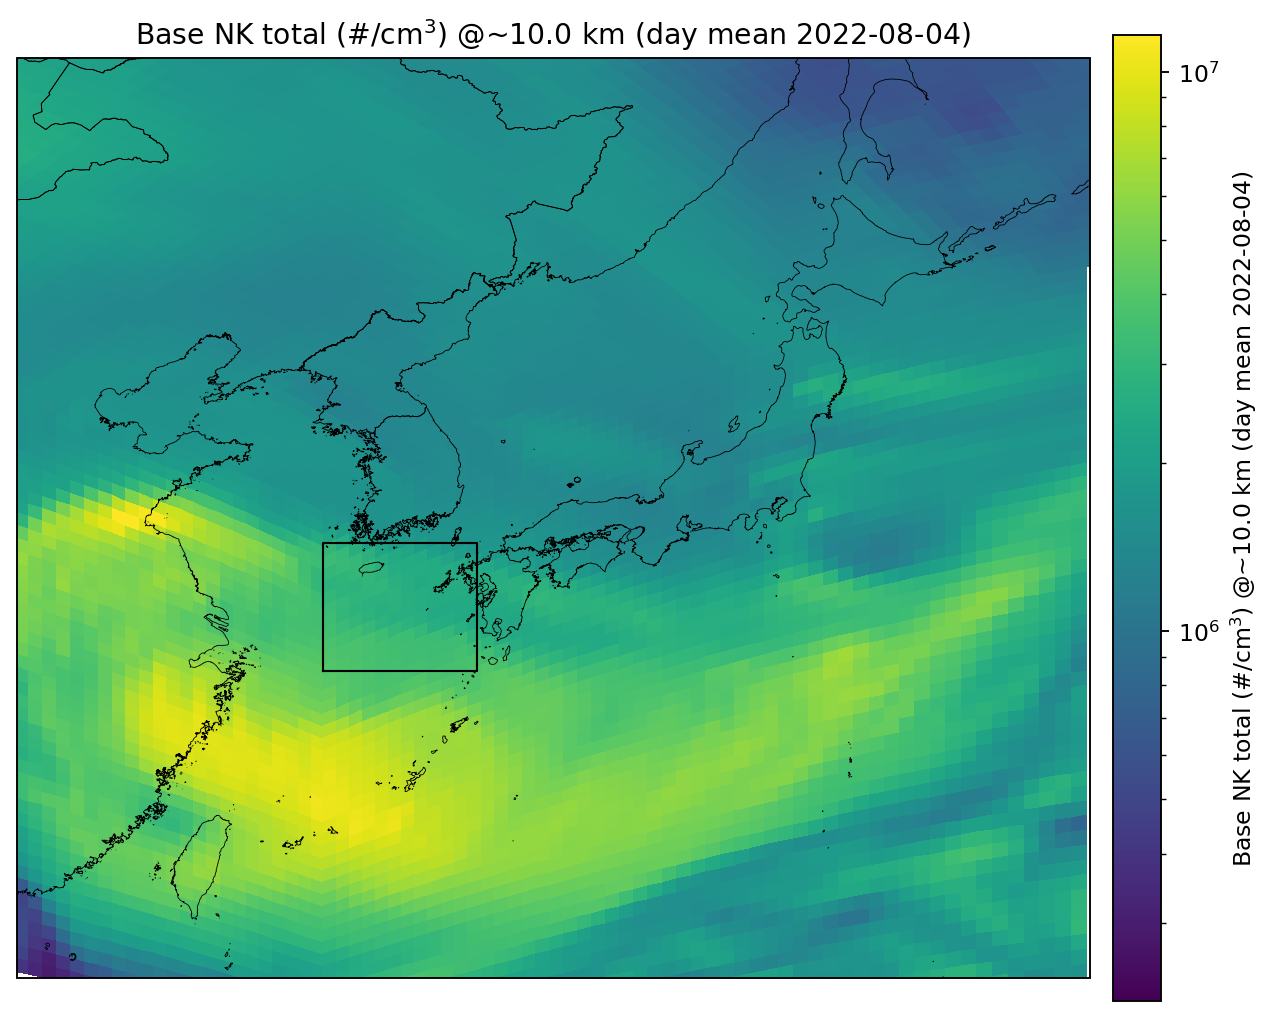 Base NK total (#/cm³) @~10.0 km (day mean 2022-08-04)
10⁷
10⁶
Base NK total (#/cm³) @~10.0 km (day mean 2022-08-04)